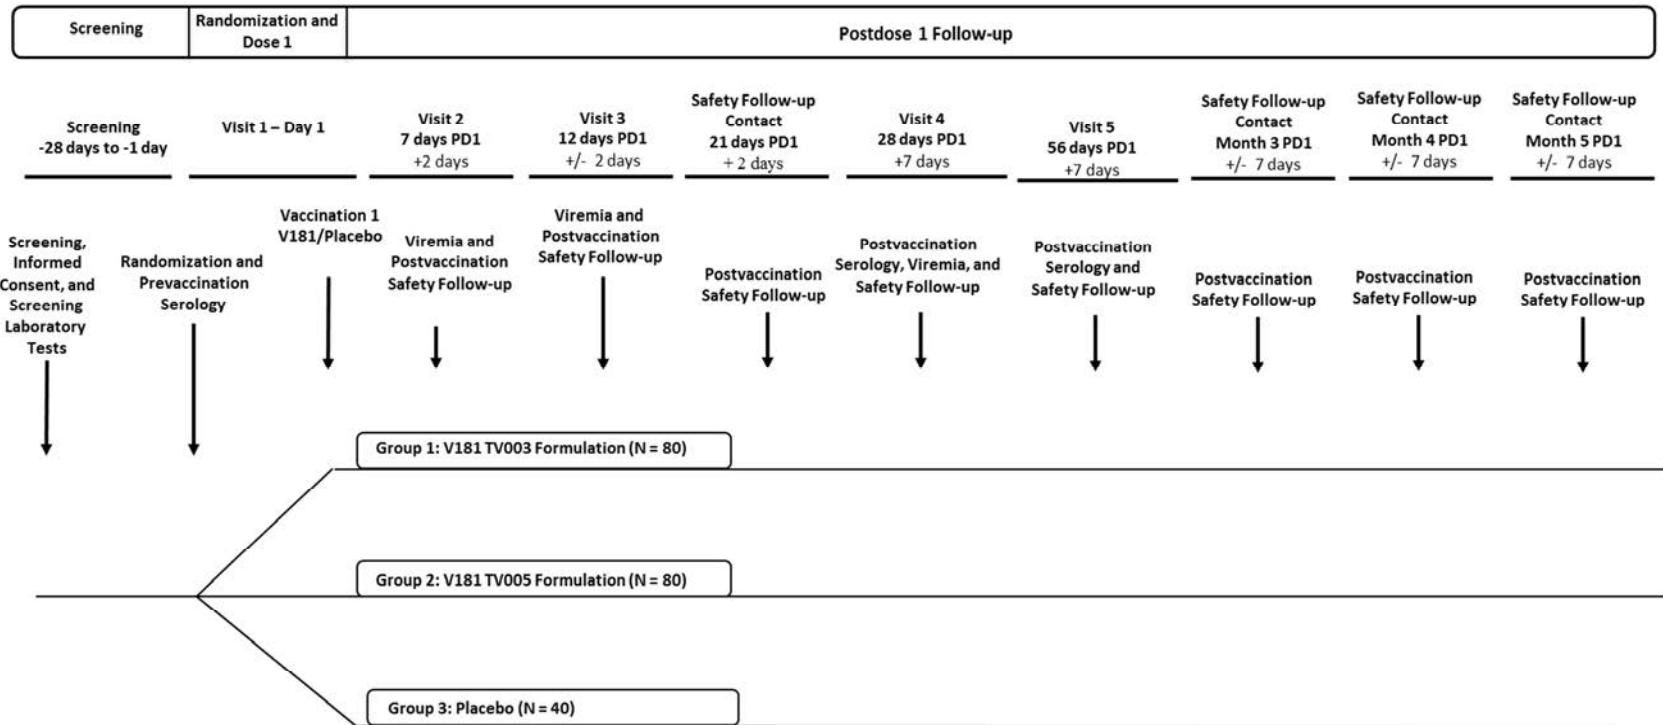 Screening
Randomization and
Dose 1
Postdose 1 Follow-up
Screening
-28 days to -1 day
Visit 1 – Day 1
Visit 2
7 days PD1
+2 days
Visit 3
12 days PD1
+/- 2 days
Safety Follow-up
Contact
21 days PD1
+ 2 days
Visit 4
28 days PD1
+7 days
Visit 5
56 days PD1
+7 days
Safety Follow-up
Contact
Month 3 PD1
+/- 7 days
Safety Follow-up
Contact
Month 4 PD1
+/- 7 days
Safety Follow-up
Contact
Month 5 PD1
+/- 7 days
Screening,
Informed
Consent, and
Screening
Laboratory
Tests
Randomization and
Prevaccination
Serology
Vaccination 1
V181/Placebo
Viremia and
Postvaccination
Safety Follow-up
Viremia and
Postvaccination
Safety Follow-up
Postvaccination
Safety Follow-up
Postvaccination
Serology, Viremia, and
Safety Follow-up
Postvaccination
Serology and
Safety Follow-up
Postvaccination
Safety Follow-up
Postvaccination
Safety Follow-up
Postvaccination
Safety Follow-up
Group 1: V181 TV003 Formulation (N = 80)
Group 2: V181 TV005 Formulation (N = 80)
Group 3: Placebo (N = 40)